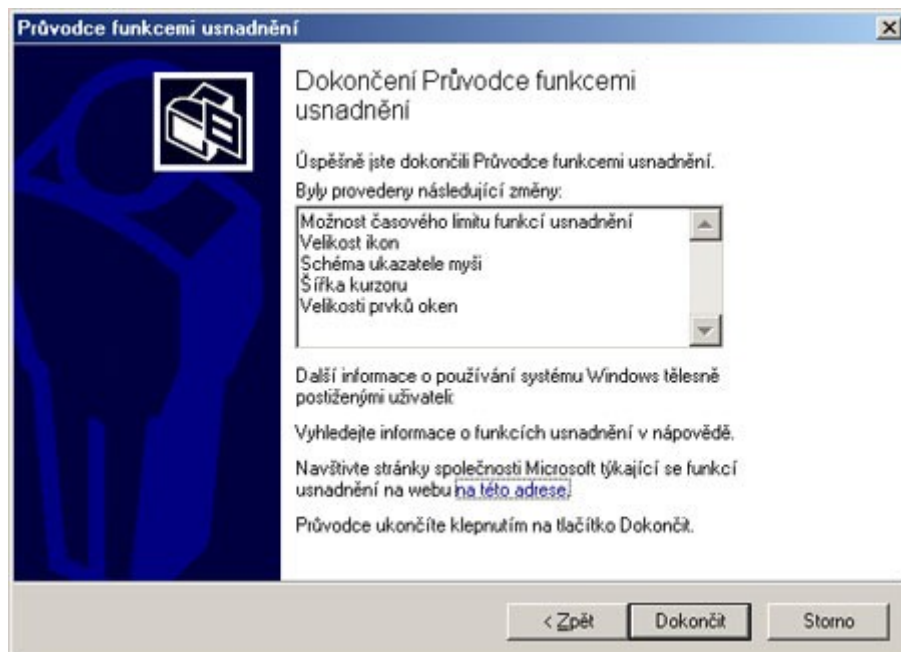 Průvodce funkcemi usnadnění
Dokončení Průvodce funkcemi
usnadnění
Úspěšně jste dokončili Průvodce funkcemi usnadnění.
Byly provedeny následující změny:
Možnost časového limitu funkcí usnadnění
Velikost ikon
Schéma ukazatele myši
Šířka kurzoru
Velikosti prvků oken
Další informace o používání systému Windows tělesně
postiženými uživateli:
Vyhledejte informace o funkcích usnadnění v nápovědě.
Navštivte stránky společnosti Microsoft týkající se funkcí
usnadnění na webu na této adrese.
Průvodce ukončíte klepnutím na tlačítko Dokončit.
< Zpět Dokončit Storno